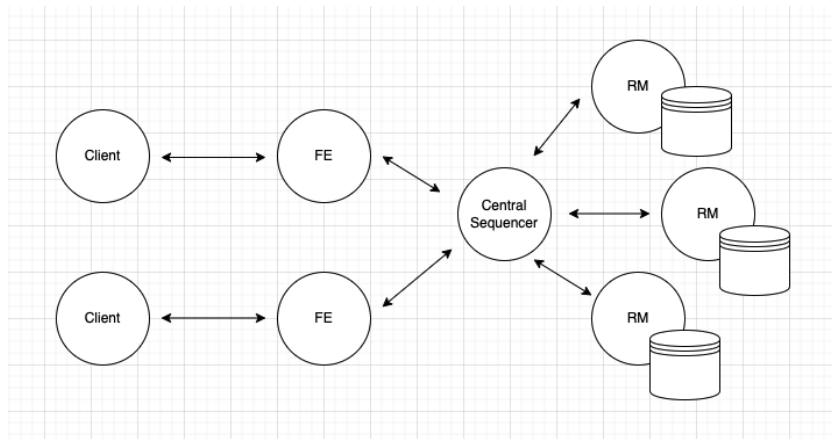 RM
Client
FE
Central
Sequencer
RM
Client
FE
RM